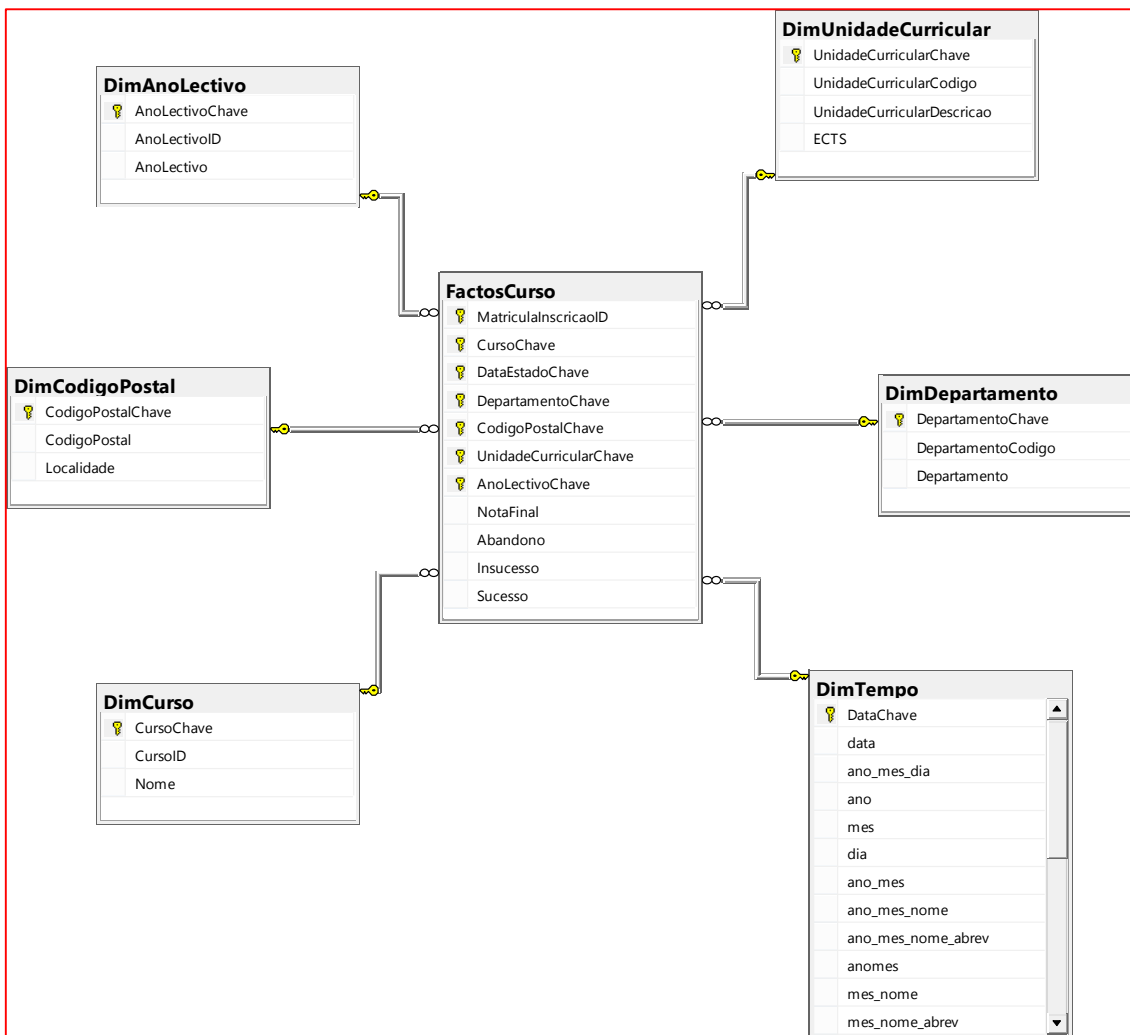 DimUnidadeCurricular
UnidadeCurricularChave
UnidadeCurricularCodigo
UnidadeCurricularDescricao
ECTS
DimAnoLectivo
AnoLectivoChave
AnoLectivoID
AnoLectivo
FactosCurso
MatriculaInscricaoID
CursoChave
DataEstadoChave
DepartamentoChave
CodigoPostalChave
UnidadeCurricularChave
AnoLectivoChave
NotaFinal
Abandono
Insucesso
Sucesso
DimCodigoPostal
CodigoPostalChave
CodigoPostal
Localidade
DimDepartamento
DepartamentoChave
DepartamentoCodigo
Departamento
DimCurso
CursoChave
CursoID
Nome
DimTempo
DataChave
data
ano_mes_dia
ano
mes
dia
ano_mes
ano_mes_nome
ano_mes_nome_abrev
anomes
mes_nome
mes_nome_abrev